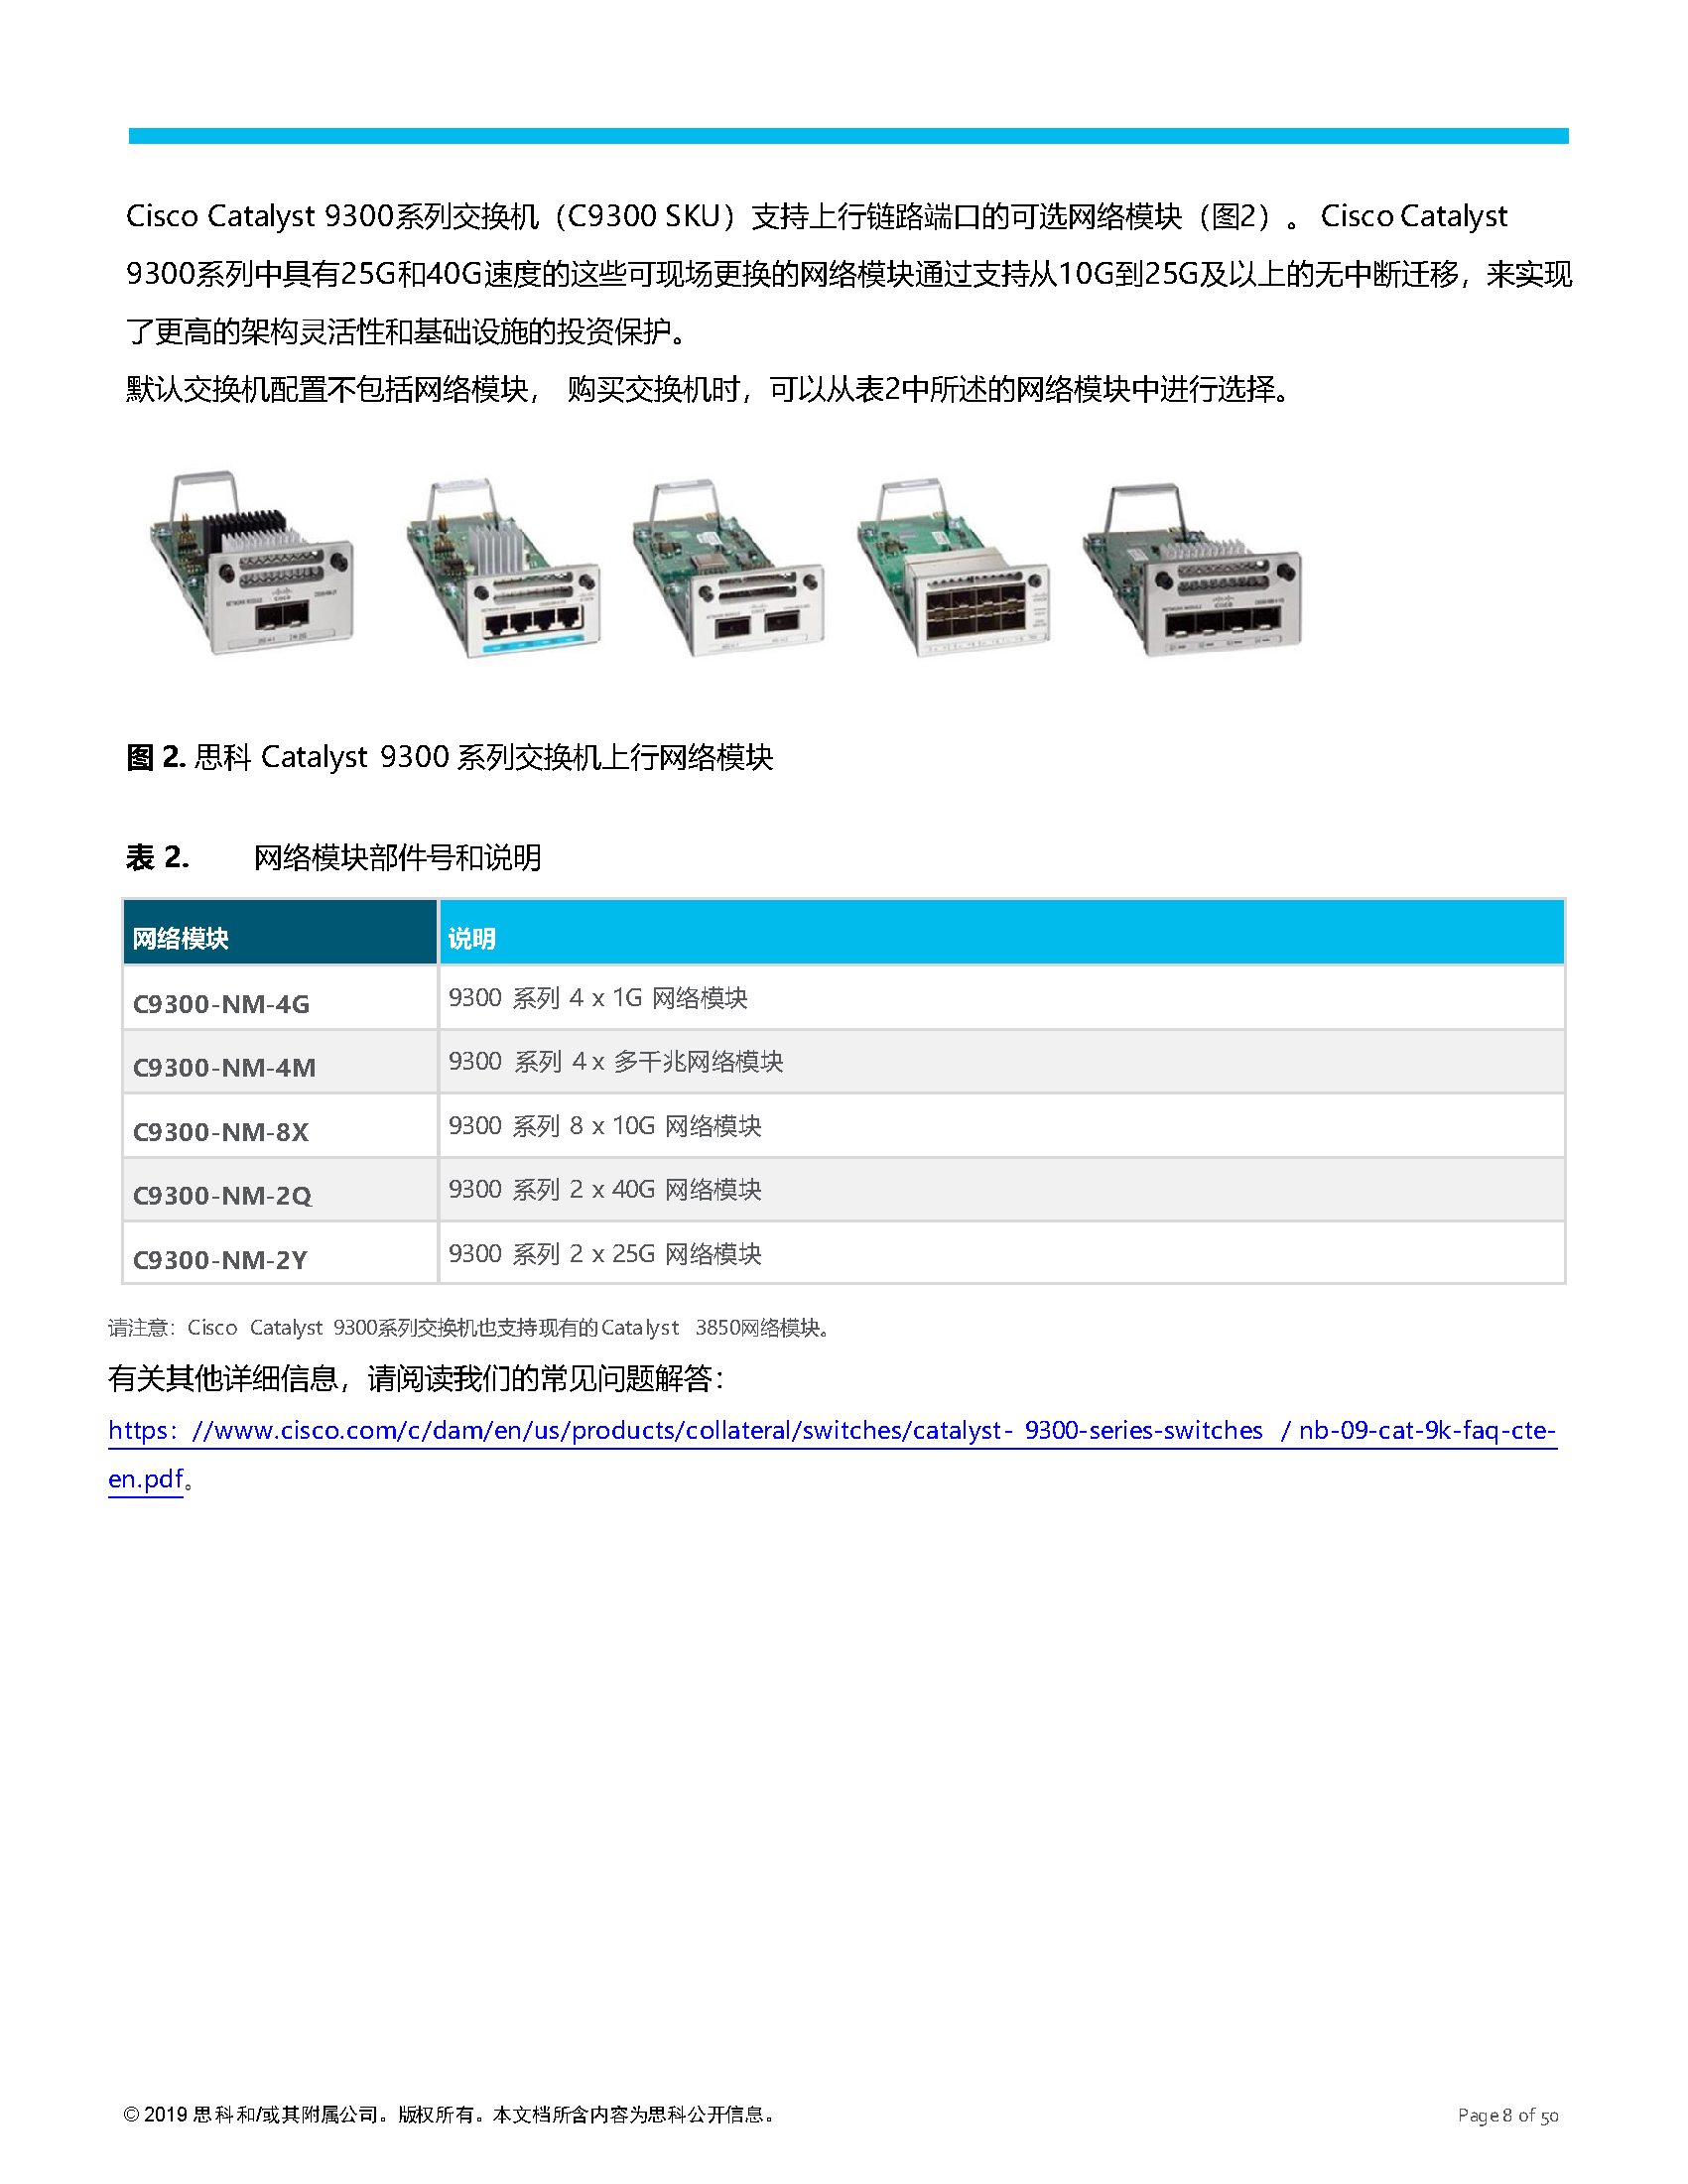 Cisco Catalyst 9300系列交换机（C9300 SKU）支持上行链路端口的可选网络模块（图2）。 Cisco Catalyst
9300系列中具有25G和40G速度的这些可现场更换的网络模块通过支持从10G到25G及以上的无中断迁移，来实现
了更高的架构灵活性和基础设施的投资保护。
默认交换机配置不包括网络模块， 购买交换机时，可以从表2中所述的网络模块中进行选择。
图 2. 思科 Catalyst 9300 系列交换机上行网络模块
表 2. 网络模块部件号和说明
网络模块 说明
C9300-NM-4G 9300 系列 4 x 1G 网络模块
C9300-NM-4M 9300 系列 4 x 多千兆网络模块
C9300-NM-8X 9300 系列 8 x 10G 网络模块
C9300-NM-2Q 9300 系列 2 x 40G 网络模块
C9300-NM-2Y 9300 系列 2 x 25G 网络模块
请注意：Cisco Catalyst 9300系列交换机也支持现有的Catalyst 3850网络模块。
有关其他详细信息，请阅读我们的常见问题解答：
https：//www.cisco.com/c/dam/en/us/products/collateral/switches/catalyst- 9300-series-switches / nb-09-cat-9k-faq-cte-
en.pdf。
© 2019 思科和/或其附属公司。版权所有。本文档所含内容为思科公开信息。 Page 8 of 50